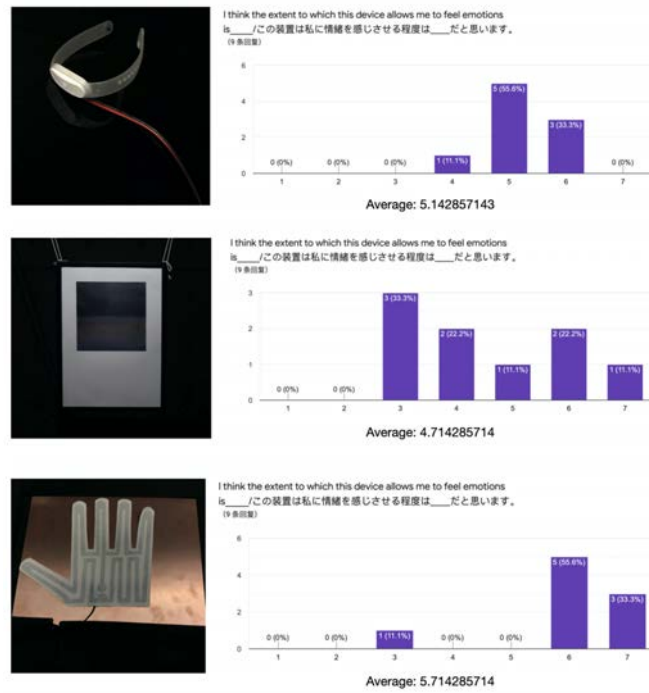 I think the extent to which this device allows me to feel emotions
is____/この装置は私に情緒を感じさせる程度は____だと思います。
(9 条回复)
6
4
2
0
0 (0%)
0 (0%)
0 (0%)
1 (11.1%)
5 (55.6%)
3 (33.3%)
0 (0%)
1 2 3 4 5 6 7
Average: 5.142857143
I think the extent to which this device allows me to feel emotions
is____/この装置は私に情緒を感じさせる程度は____だと思います。
(9 条回复)
3
2
1
0
0 (0%)
0 (0%)
3 (33.3%)
2 (22.2%)
1 (11.1%)
2 (22.2%)
1 (11.1%)
1 2 3 4 5 6 7
Average: 4.714285714
I think the extent to which this device allows me to feel emotions
is____/この装置は私に情緒を感じさせる程度は____だと思います。
(9 条回复)
6
4
2
0
0 (0%)
0 (0%)
1 (11.1%)
0 (0%)
0 (0%)
5 (55.6%)
3 (33.3%)
1 2 3 4 5 6 7
Average: 5.714285714